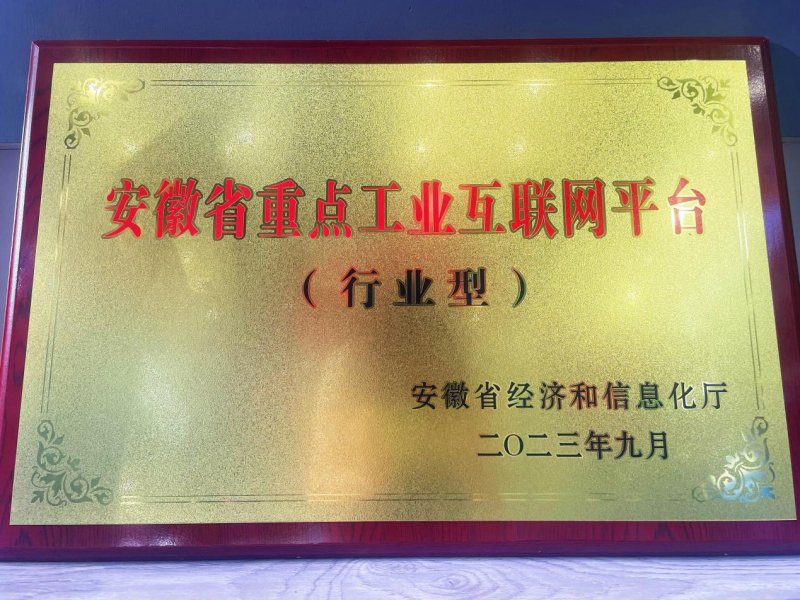 安徽省重点工业互联网平台
（行业型）
安徽省经济和信息化厅
二〇二三年九月